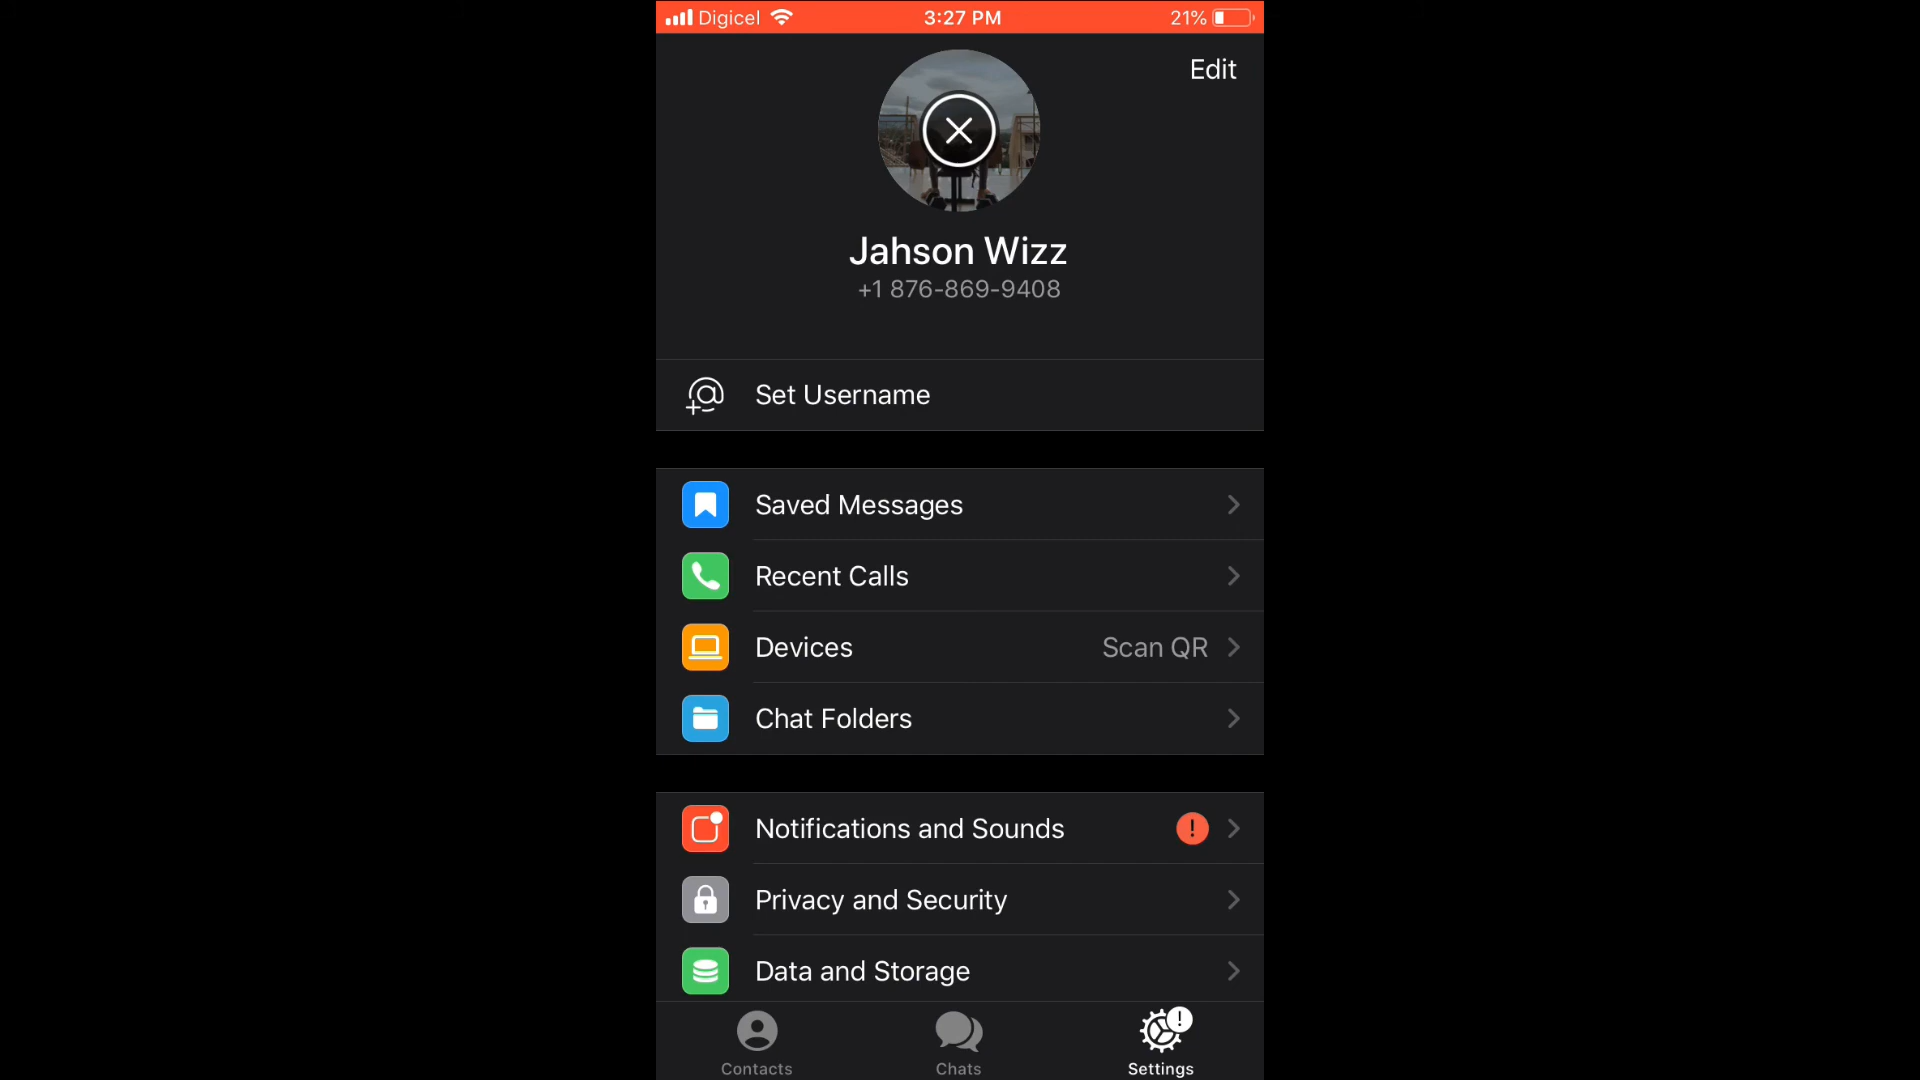 Digicel 3:27 PM 21%
Edit
Jahson Wizz
+1 876-869-9408
Set Username
Saved Messages
Recent Calls
Devices Scan QR
Chat Folders
Notifications and Sounds !
Privacy and Security
Data and Storage
!
Contacts Chats Settings